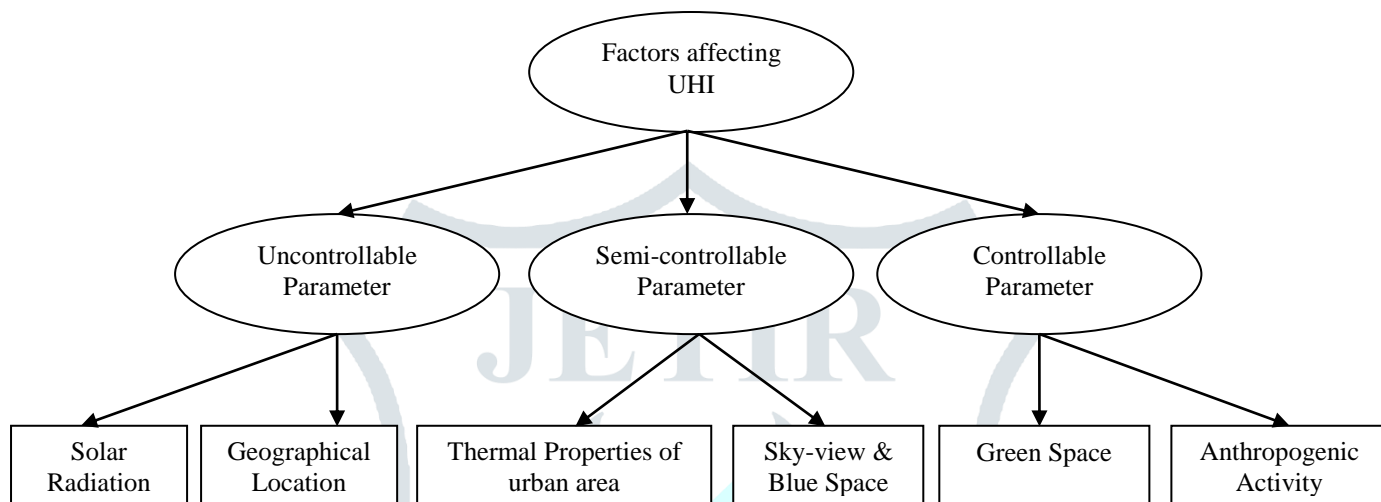 Factors affecting
UHI
Uncontrollable
Parameter
Semi-controllable
Parameter
Controllable
Parameter
JETIR
Solar
Radiation
Geographical
Location
Thermal Properties of
urban area
Sky-view &
Blue Space
Green Space
Anthropogenic
Activity